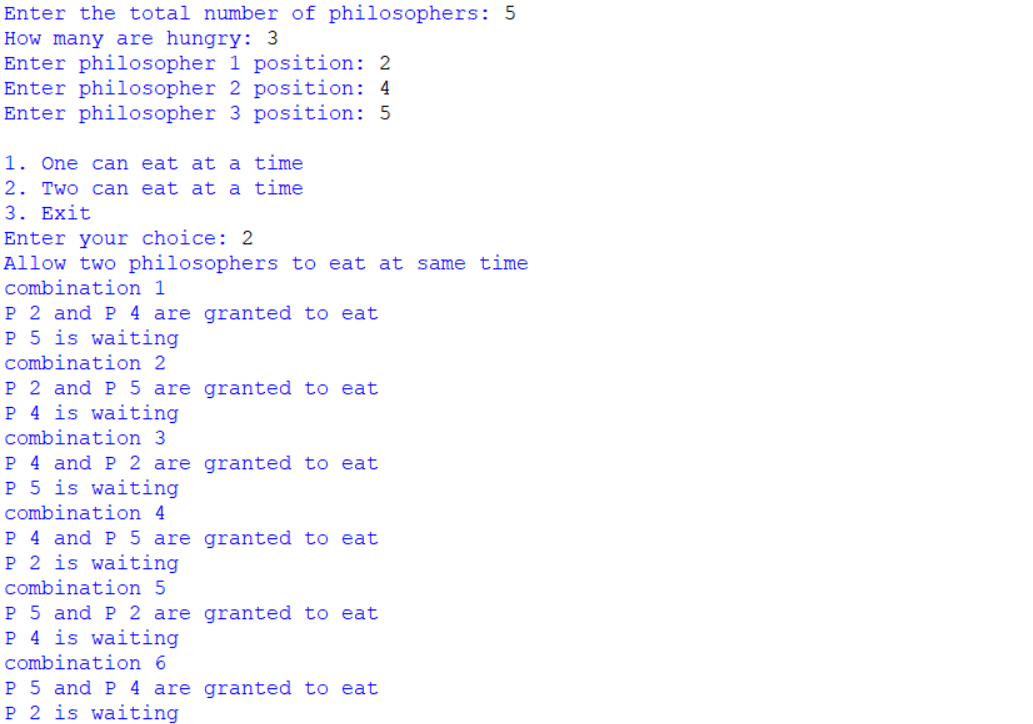 Enter the total number of philosophers: 5
How many are hungry: 3
Enter philosopher 1 position: 2
Enter philosopher 2 position: 4
Enter philosopher 3 position: 5
1. One can eat at a time
2. Two can eat at a time
3. Exit
Enter your choice: 2
Allow two philosophers to eat at same time
combination 1
P 2 and P 4 are granted to eat
P 5 is waiting
combination 2
P 2 and P 5 are granted to eat
P 4 is waiting
combination 3
P 4 and P 2 are granted to eat
P 5 is waiting
combination 4
P 4 and P 5 are granted to eat
P 2 is waiting
combination 5
P 5 and P 2 are granted to eat
P 4 is waiting
combination 6
P 5 and P 4 are granted to eat
P 2 is waiting